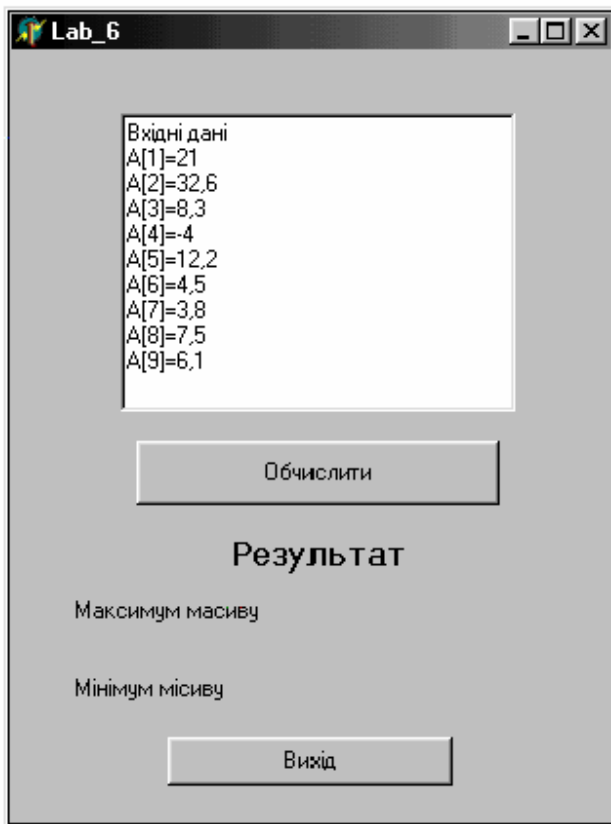 Lab_6
Вхідні дані
A[1]=21
A[2]=32,6
A[3]=8,3
A[4]=-4
A[5]=12,2
A[6]=4,5
A[7]=3,8
A[8]=7,5
A[9]=6,1
Обчислити
Результат
Максимум масиву
Мінімум місиву
Вихід